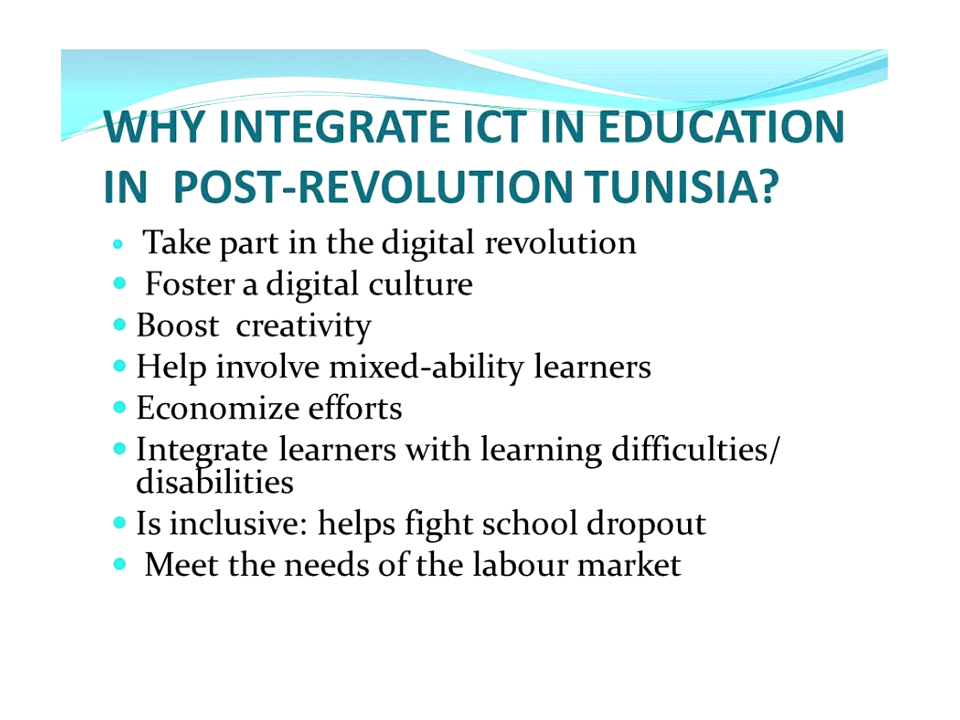 WHY INTEGRATE ICT IN EDUCATION
IN POST-REVOLUTION TUNISIA?
• Take part in the digital revolution
• Foster a digital culture
• Boost creativity
• Help involve mixed-ability learners
• Economize efforts
• Integrate learners with learning difficulties/
disabilities
• Is inclusive: helps fight school dropout
• Meet the needs of the labour market